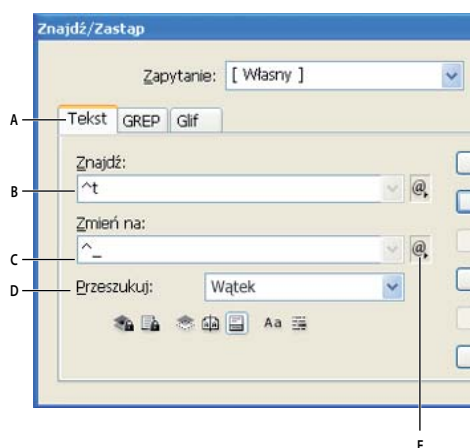 Znajdź/Zastąp
Zapytanie: [ Własny ]
A
Tekst GREP Glif
Znajdź:
B
^t
@
Zmień na:
C
^_
@
D
Przeszukuj: Wątek
Aa
E